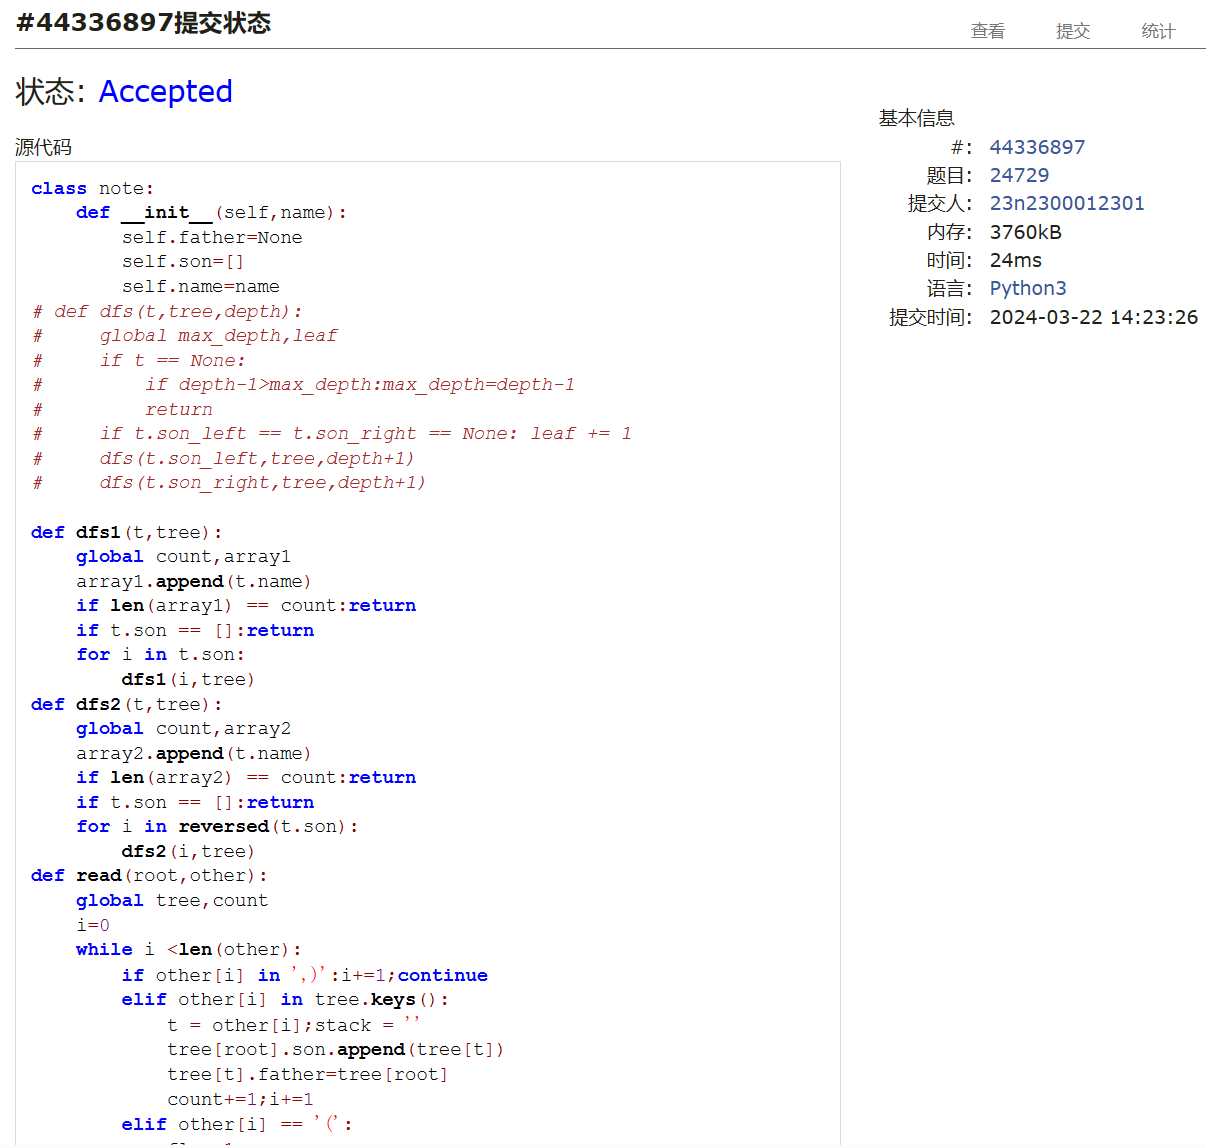 #44336897提交状态
查看 提交 统计
状态: Accepted
源代码
class note:
    def __init__(self,name):
        self.father=None
        self.son=[]
        self.name=name
# def dfs(t,tree,depth):
#     global max_depth,leaf
#     if t == None:
#         if depth-1>max_depth:max_depth=depth-1
#         return
#     if t.son_left == t.son_right == None: leaf += 1
#     dfs(t.son_left,tree,depth+1)
#     dfs(t.son_right,tree,depth+1)

def dfs1(t,tree):
    global count,array1
    array1.append(t.name)
    if len(array1) == count:return
    if t.son == []:return
    for i in t.son:
        dfs1(i,tree)
def dfs2(t,tree):
    global count,array2
    array2.append(t.name)
    if len(array2) == count:return
    if t.son == []:return
    for i in reversed(t.son):
        dfs2(i,tree)
def read(root,other):
    global tree,count
    i=0
    while i <len(other):
        if other[i] in ',)':i+=1;continue
        elif other[i] in tree.keys():
            t = other[i];stack = ''
            tree[root].son.append(tree[t])
            tree[t].father=tree[root]
            count+=1;i+=1
        elif other[i] == '(':
基本信息
#: 44336897
题目: 24729
提交人: 23n2300012301
内存: 3760kB
时间: 24ms
语言: Python3
提交时间: 2024-03-22 14:23:26